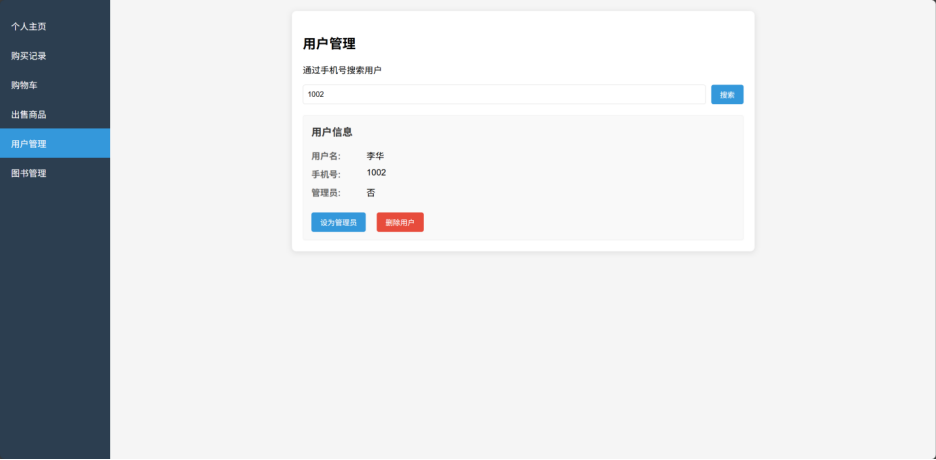 个人主页
购买记录
购物车
出售商品
用户管理
图书管理
用户管理
通过手机号搜索用户
1002 搜索
用户信息
用户名: 李华
手机号: 1002
管理员: 否
设为管理员 删除用户